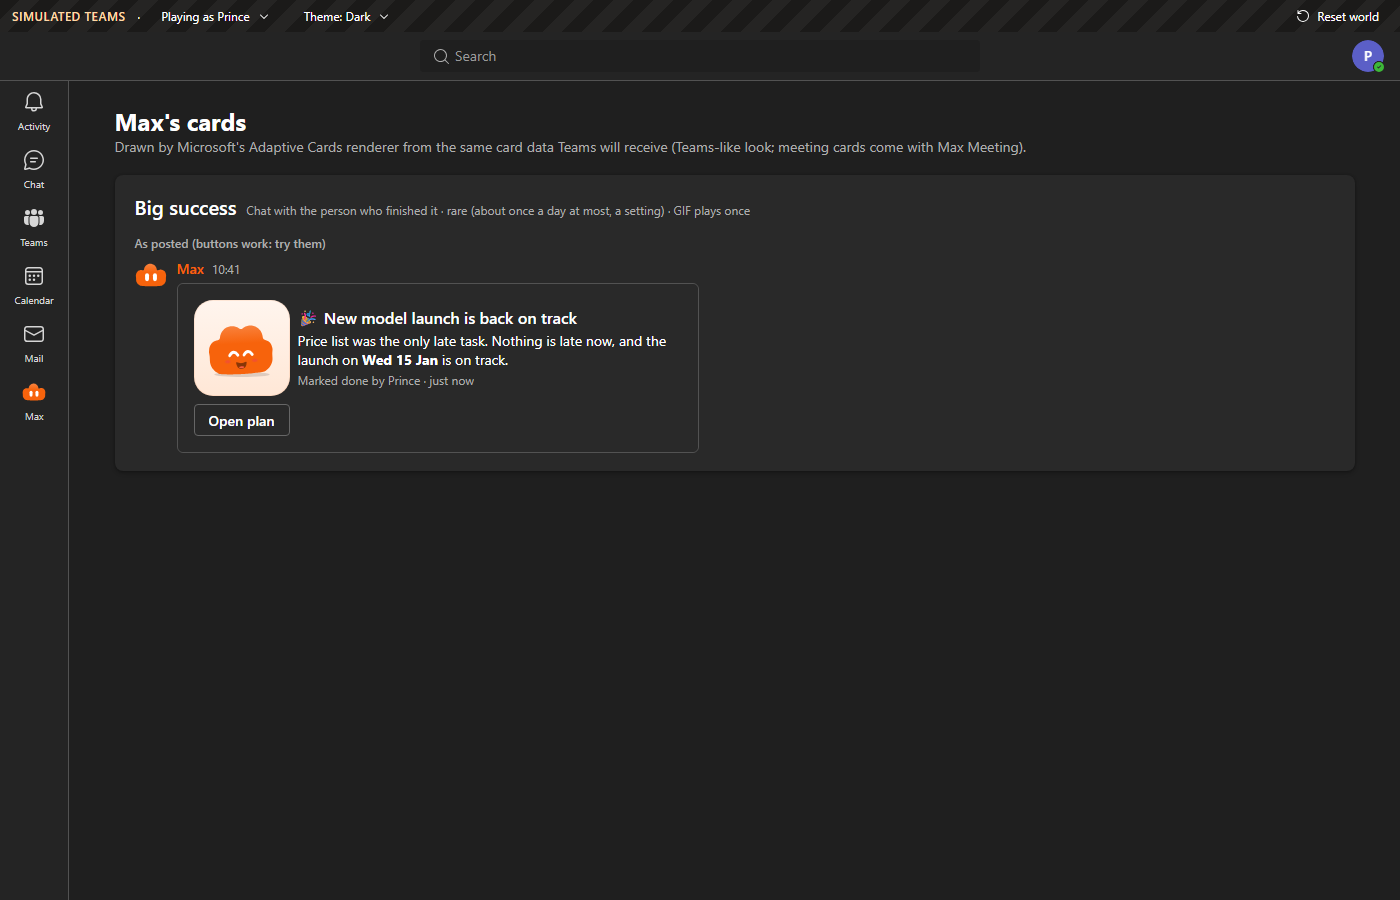 SIMULATED TEAMS · Playing as Prince Theme: Dark Reset world
Search
P
Activity
Chat
Teams
Calendar
Mail
Max
Max's cards
Drawn by Microsoft's Adaptive Cards renderer from the same card data Teams will receive (Teams-like look; meeting cards come with Max Meeting).
Big success Chat with the person who finished it · rare (about once a day at most, a setting) · GIF plays once
As posted (buttons work: try them)
Max 10:41
🎉 New model launch is back on track
Price list was the only late task. Nothing is late now, and the
launch on Wed 15 Jan is on track.
Marked done by Prince · just now
Open plan